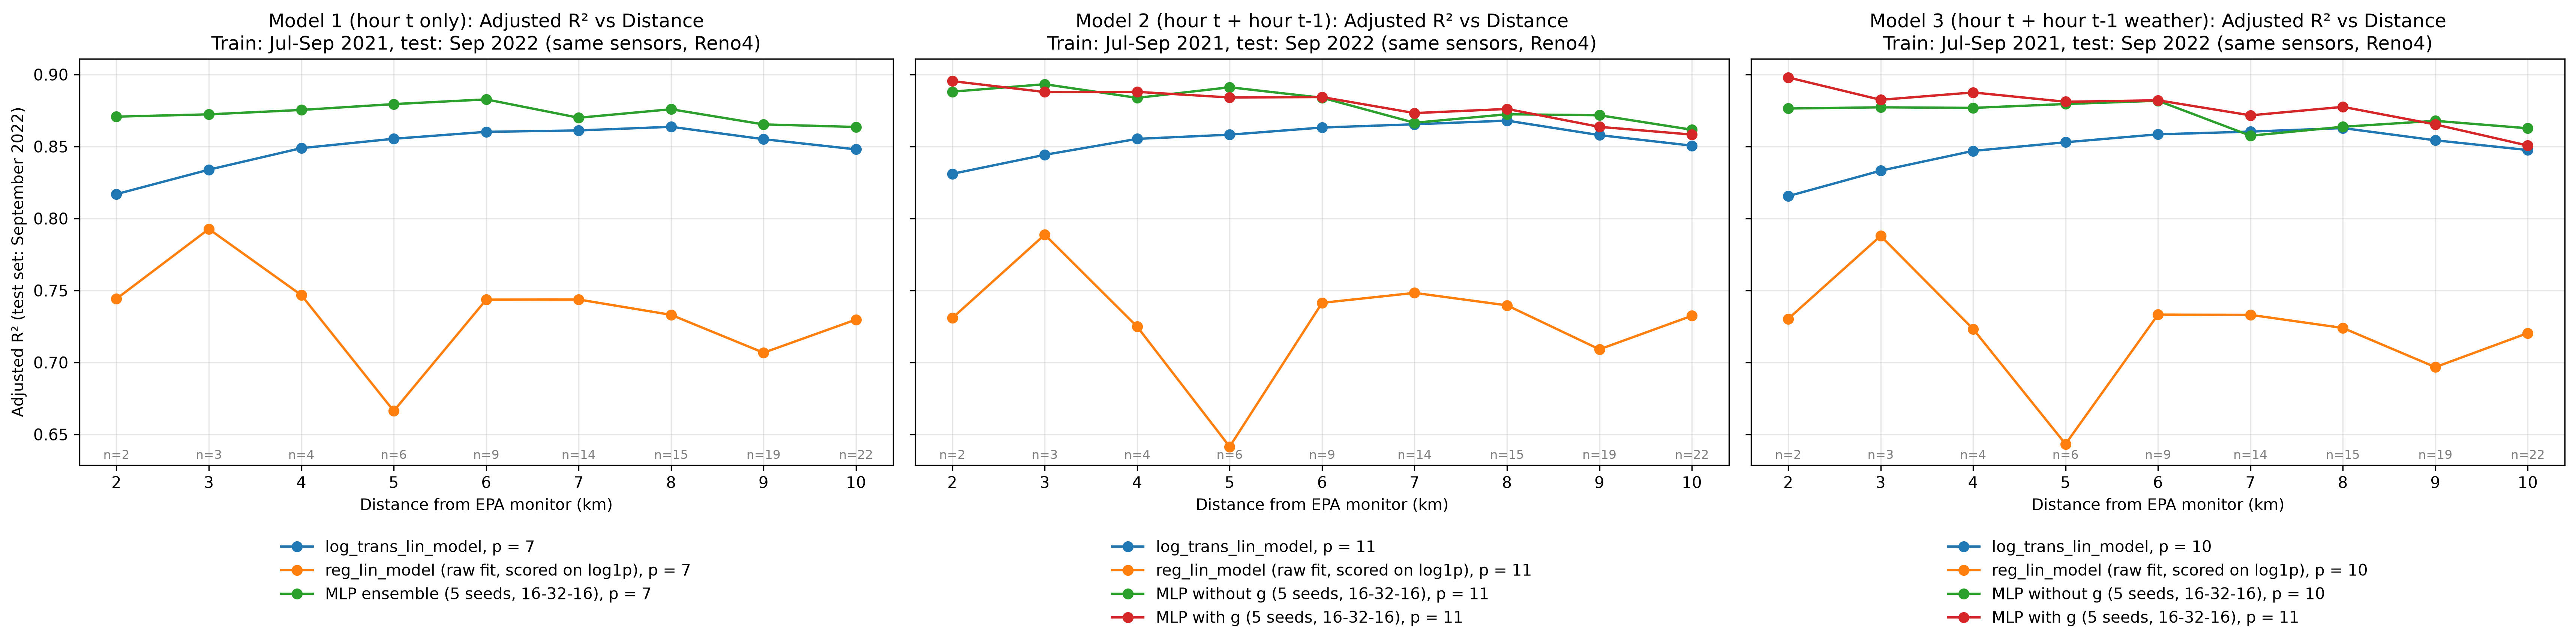 Model 1 (hour t only): Adjusted R² vs Distance
Train: Jul-Sep 2021, test: Sep 2022 (same sensors, Reno4)
Adjusted R² (test set: September 2022)
0.90
0.85
0.80
0.75
0.70
0.65
n=2 n=3 n=4 n=6 n=9 n=14 n=15 n=19 n=22
2 3 4 5 6 7 8 9 10
Distance from EPA monitor (km)
log_trans_lin_model, p = 7
reg_lin_model (raw fit, scored on log1p), p = 7
MLP ensemble (5 seeds, 16-32-16), p = 7
Model 2 (hour t + hour t-1): Adjusted R² vs Distance
Train: Jul-Sep 2021, test: Sep 2022 (same sensors, Reno4)
n=2 n=3 n=4 n=6 n=9 n=14 n=15 n=19 n=22
2 3 4 5 6 7 8 9 10
Distance from EPA monitor (km)
log_trans_lin_model, p = 11
reg_lin_model (raw fit, scored on log1p), p = 11
MLP without g (5 seeds, 16-32-16), p = 11
MLP with g (5 seeds, 16-32-16), p = 11
Model 3 (hour t + hour t-1 weather): Adjusted R² vs Distance
Train: Jul-Sep 2021, test: Sep 2022 (same sensors, Reno4)
n=2 n=3 n=4 n=6 n=9 n=14 n=15 n=19 n=22
2 3 4 5 6 7 8 9 10
Distance from EPA monitor (km)
log_trans_lin_model, p = 10
reg_lin_model (raw fit, scored on log1p), p = 10
MLP without g (5 seeds, 16-32-16), p = 10
MLP with g (5 seeds, 16-32-16), p = 11